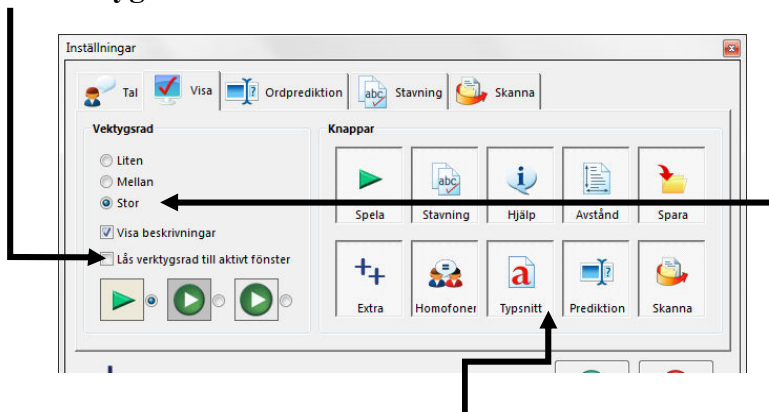 Inställningar
Tal Visa Ordprediktion Stavning Skanna
Vektygsrad
Liten
Mellan
Stor
Visa beskrivningar
Lås verktygsrad till aktivt fönster
Knappar
Spela Stavning Hjälp Avstånd Spara
Extra Homofoner Typsnitt Prediktion Skanna